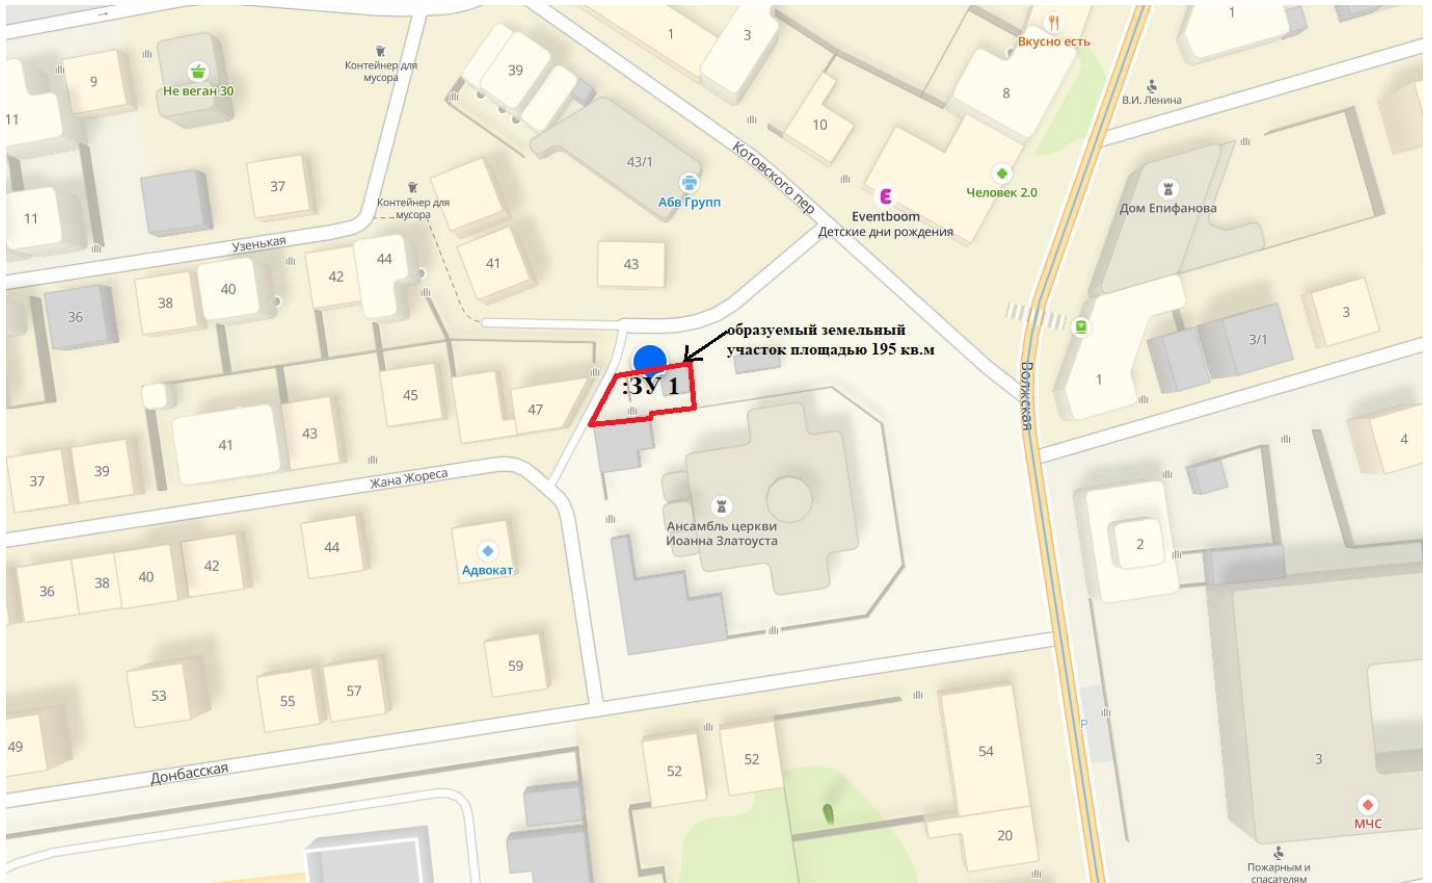 1
3
1
Вкусно есть
9
Не веган 30
Контейнер для
мусора
39
8
В.И. Ленина
11
10
43/1
Котовского пер
37
Абв Групп
Человек 2.0
Контейнер для
мусора
Eventboom
Детские дни рождения
Дом Епифанова
11
Узенькая
44
41
43
42
40
38
36
образуемый земельный
участок площадью 195 кв.м
3
3/1
:ЗУ 1
1
Волжская
45
47
43
41
4
39
37
Жана Жореса
Ансамбль церкви
Иоанна Златоуста
2
44
Адвокат
42
40
38
36
59
57
55
53
49
Донбасская
52
52
54
P
3
20
МЧС
Пожарным и
спасателям